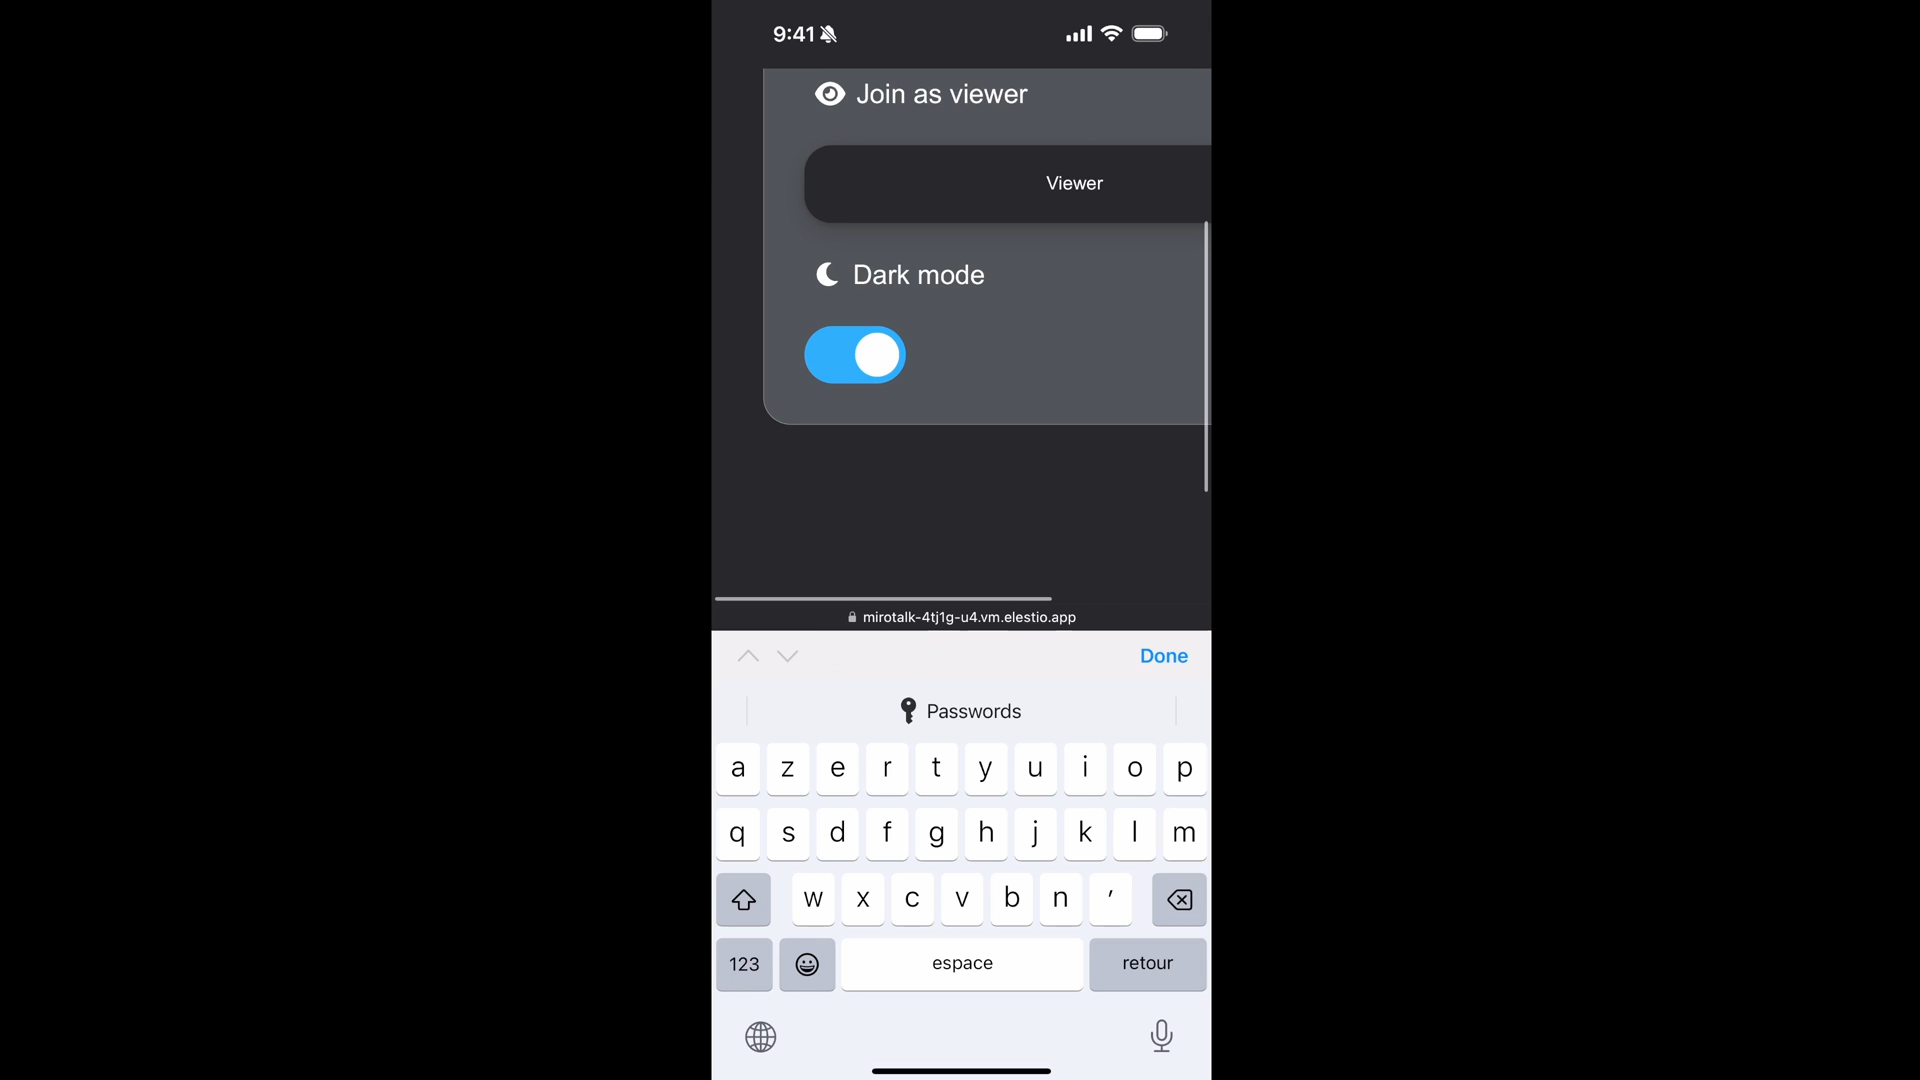 9:41
Join as viewer
Viewer
Dark mode
mirotalk-4tj1g-u4.vm.elestio.app
Done
Passwords
a z e r t y u i o p
q s d f g h j k l m
w x c v b n ′
123 espace retour